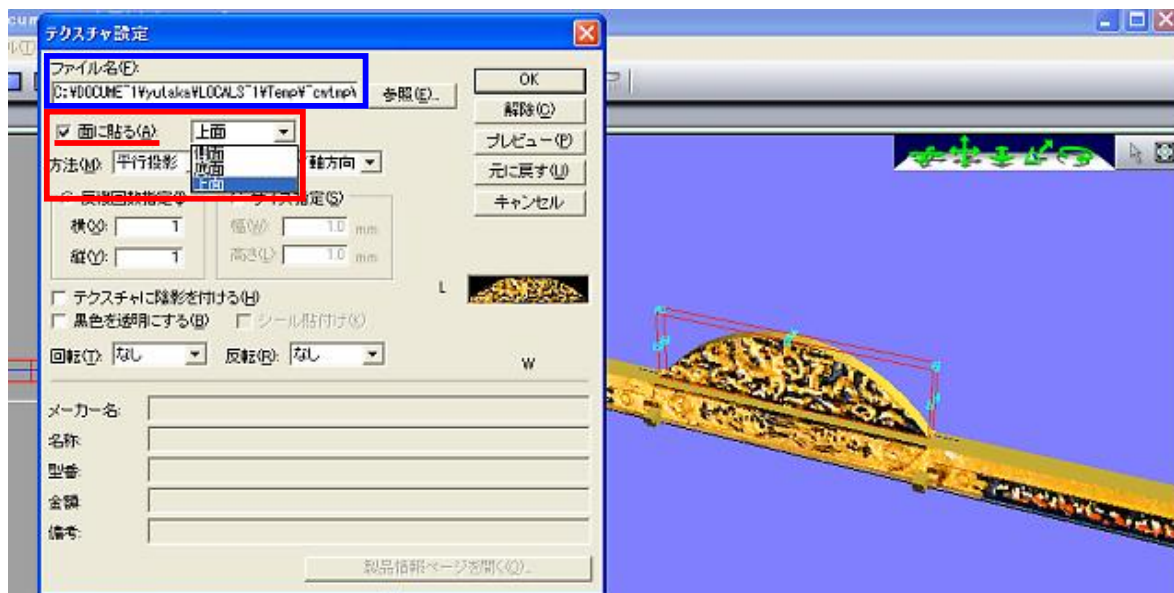 テクスチャ設定
ファイル名(F):
C:¥DOCUME~1¥yutaka¥LOCALS~1¥Temp¥~cwtmp¥
参照(E)...
OK
解除(C)
プレビュー(P)
元に戻す(U)
キャンセル
面に貼る(A)
上面
側面
底面
上面
方法(M):
平行投影
軸方向
サイズ指定(S)
横(X): 1
幅(W): 1.0 mm
縦(Y): 1
高さ(L): 1.0 mm
テクスチャに陰影を付ける(H)
黒色を透明にする(B)
シール貼付け(K)
L
回転(T): なし
反転(R): なし
W
メーカー名:
名称:
型番:
金額:
備考:
製品情報ページを開く(Q)...